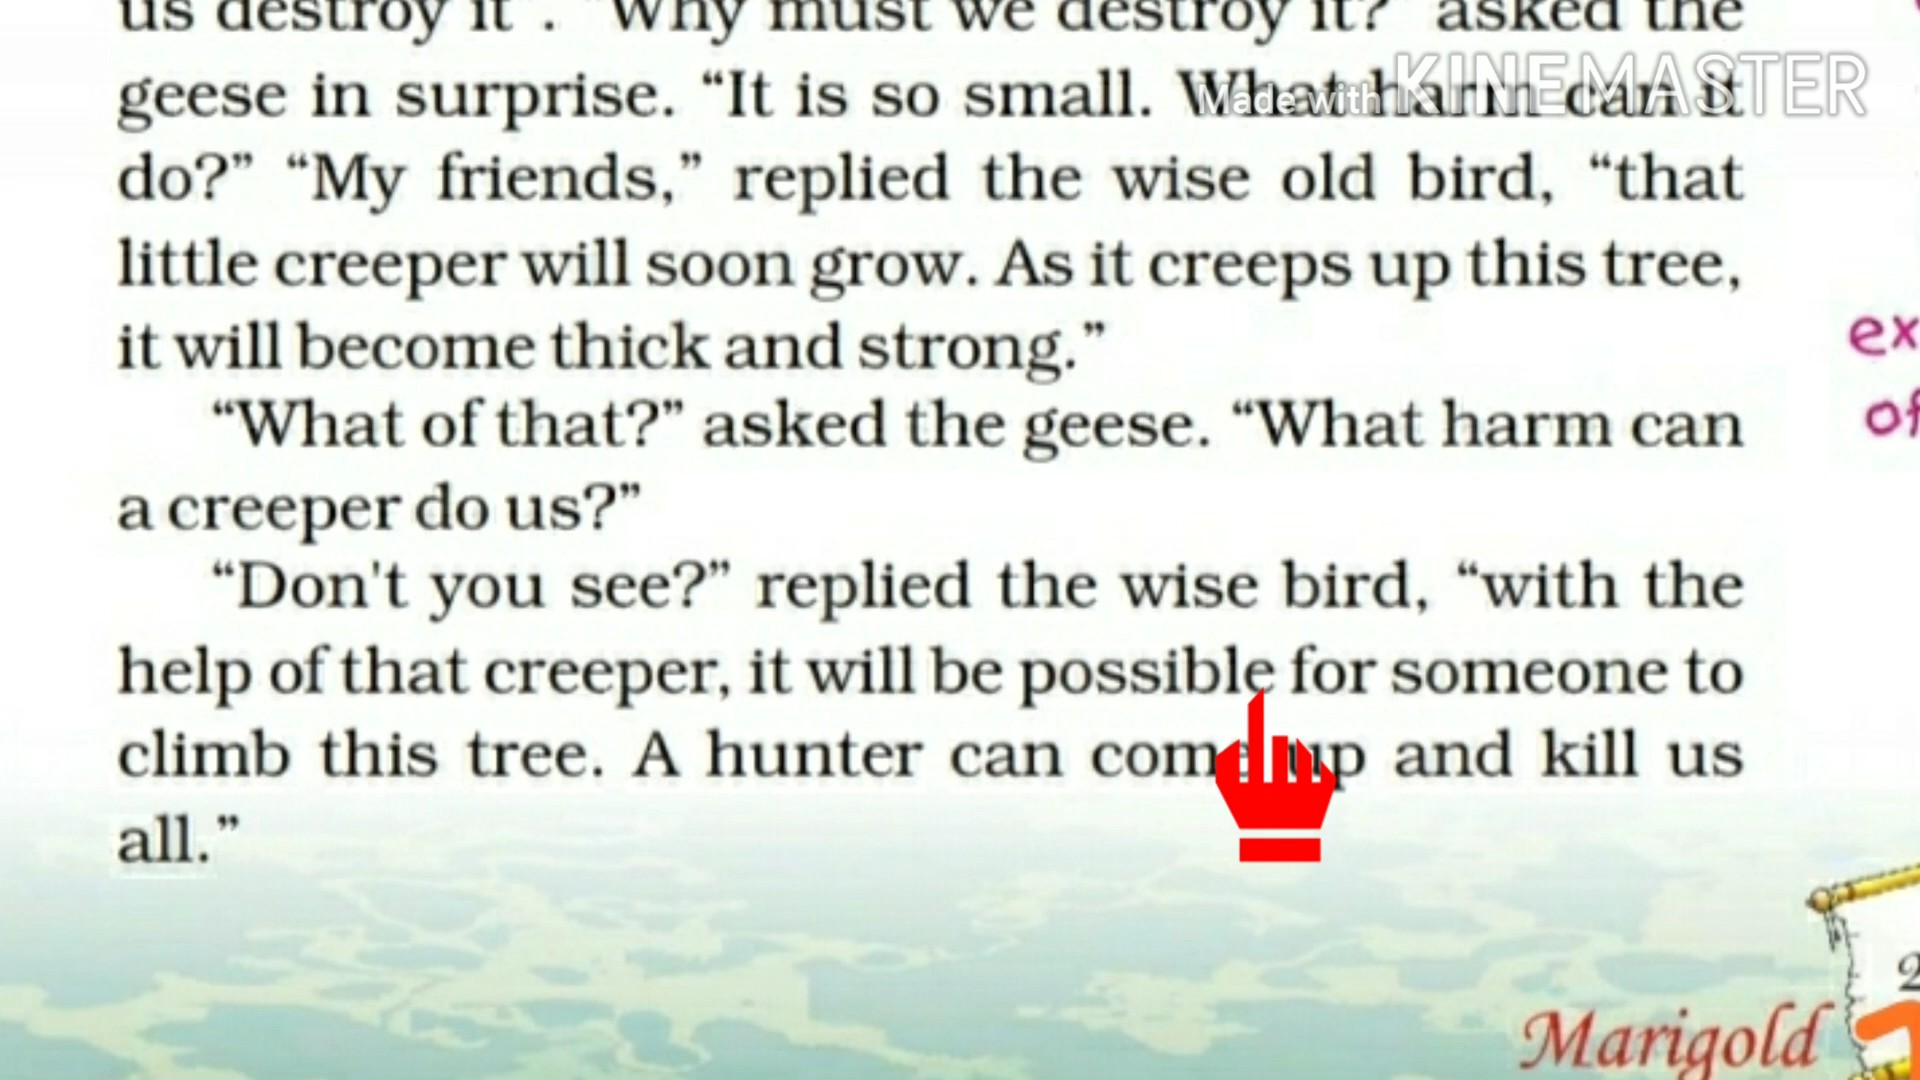 us destroy it”. “Why must we destroy it?” asked the
geese in surprise. “It is so small. What harm can it
Made with KINEMASTER
do?” “My friends,” replied the wise old bird, “that
little creeper will soon grow. As it creeps up this tree,
it will become thick and strong.”
ex
“What of that?” asked the geese. “What harm can
of
a creeper do us?”
“Don't you see?” replied the wise bird, “with the
help of that creeper, it will be possible for someone to
climb this tree. A hunter can come up and kill us
all.”
2
Marigold